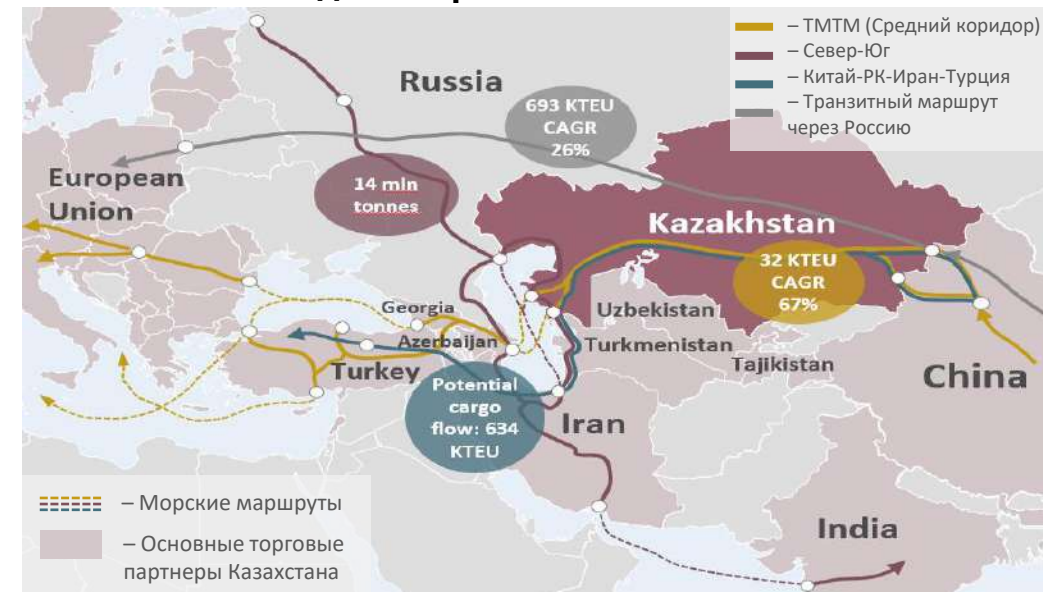 – ТМТМ (Средний коридор)
– Север-Юг
– Китай-РК-Иран-Турция
– Транзитный маршрут
через Россию
Russia
693 KTEU
CAGR
26%
European
Union
14 mln
tonnes
Kazakhstan
32 KTEU
CAGR
67%
Georgia
Azerbaijan
Uzbekistan
Turkmenistan
Tajikistan
Turkey
China
Potential
cargo
flow: 634
KTEU
Iran
India
– Морские маршруты
– Основные торговые
партнеры Казахстана